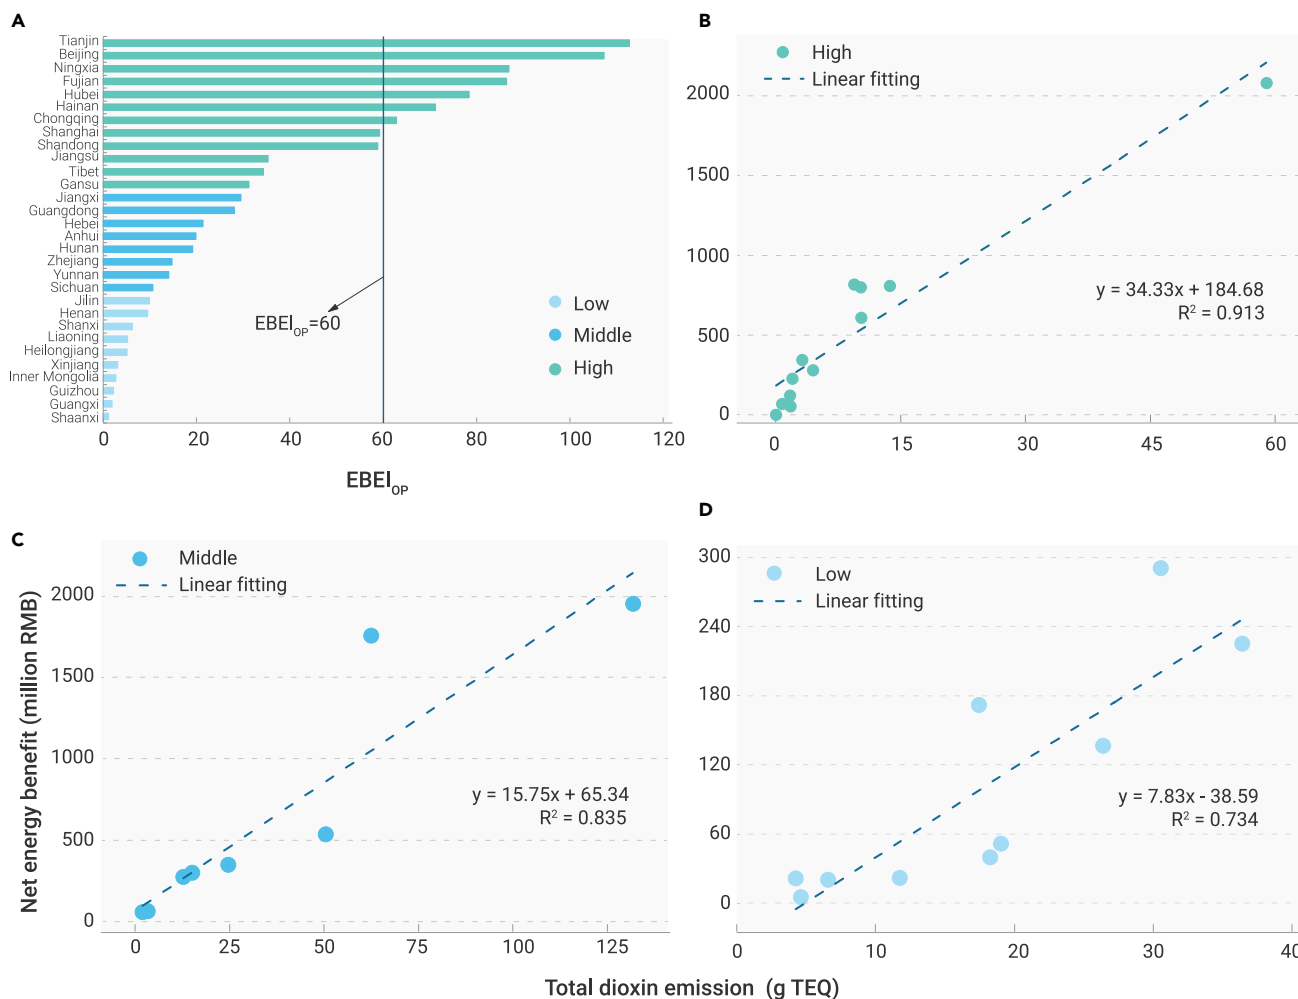 A
Tianjin
Beijing
Ningxia
Fujian
Hubei
Hainan
Chongqing
Shanghai
Shandong
Jiangsu
Tibet
Gansu
Jiangxi
Guangdong
Hebei
Anhui
Hunan
Zhejiang
Yunnan
Sichuan
Jilin
Henan
Shanxi
Liaoning
Heilongjiang
Xinjiang
Inner Mongolia
Guizhou
Guangxi
Shaanxi
EBEI_OP=60
Low
Middle
High
0 20 40 60 80 100 120
EBEI_OP
B
High
Linear fitting
2000
1500
1000
500
0
y = 34.33x + 184.68
R² = 0.913
0 15 30 45 60
C
Middle
Linear fitting
2000
1500
1000
500
0
y = 15.75x + 65.34
R² = 0.835
0 25 50 75 100 125
Net energy benefit (million RMB)
D
Low
Linear fitting
300
240
180
120
60
0
y = 7.83x - 38.59
R² = 0.734
0 10 20 30 40
Total dioxin emission (g TEQ)